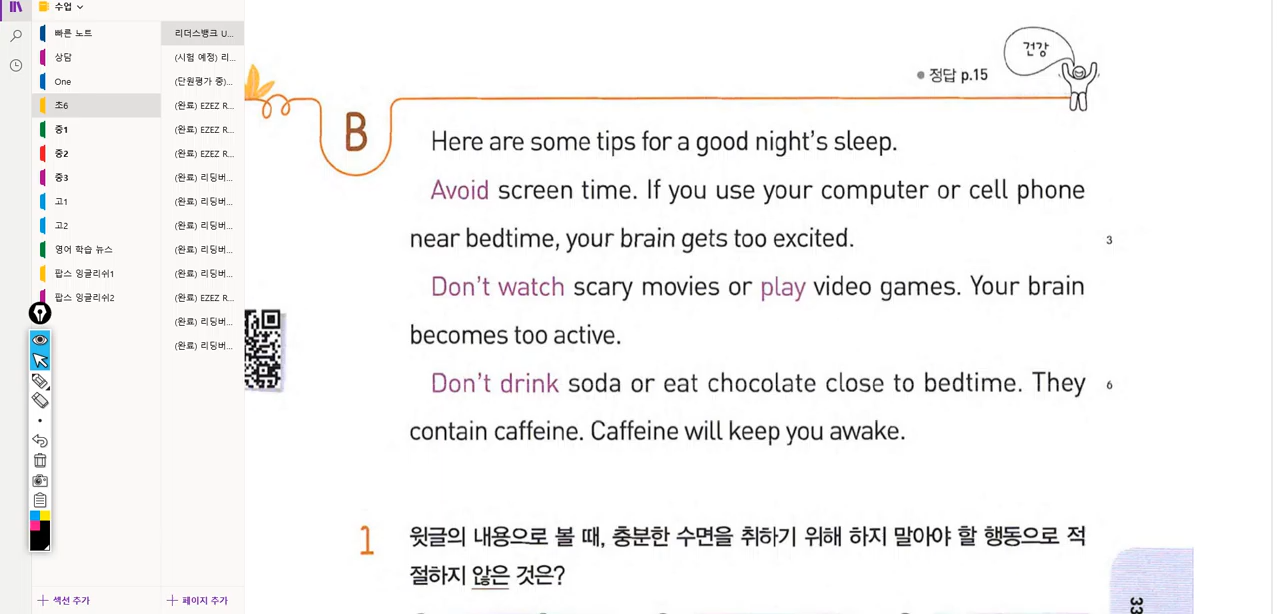 수업
빠른 노트
상담
One
초6
중1
중2
중3
고1
고2
영어 학습 뉴스
팝스 잉글리쉬1
팝스 잉글리쉬2
섹션 추가
리더스뱅크 U...
(시험 예정) 리...
(단원평가 중)...
(완료) EZEZ R...
(완료) EZEZ R...
(완료) EZEZ R...
(완료) 리딩버...
(완료) 리딩버...
(완료) 리딩버...
(완료) 리딩버...
(완료) 리딩버...
(완료) EZEZ R...
(완료) 리딩버...
(완료) 리딩버...
페이지 추가
건강
정답 p.15
B
Here are some tips for a good night's sleep.
Avoid screen time. If you use your computer or cell phone
near bedtime, your brain gets too excited.
3
Don't watch scary movies or play video games. Your brain
becomes too active.
Don't drink soda or eat chocolate close to bedtime. They
6
contain caffeine. Caffeine will keep you awake.
1
윗글의 내용으로 볼 때, 충분한 수면을 취하기 위해 하지 말아야 할 행동으로 적
절하지 않은 것은?
33